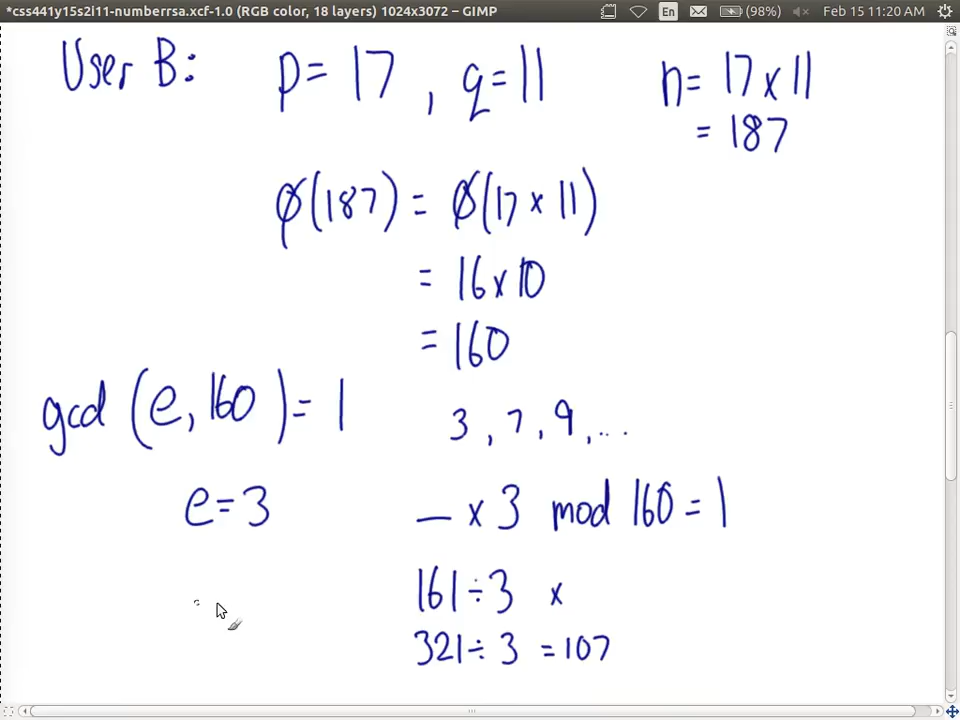 *css441y15s2i11-numberrsa.xcf-1.0 (RGB color, 18 layers) 1024x3072 – GIMP En (98%) Feb 15 11:20 AM
User B: p = 17 , q = 11 n = 17 x 11
= 187
ø(187) = ø(17 x 11)
= 16 x 10
= 160
gcd (e, 160) = 1 3 , 7 , 9 , ...
e = 3 _ x 3 mod 160 = 1
161 ÷ 3 x
321 ÷ 3 = 107